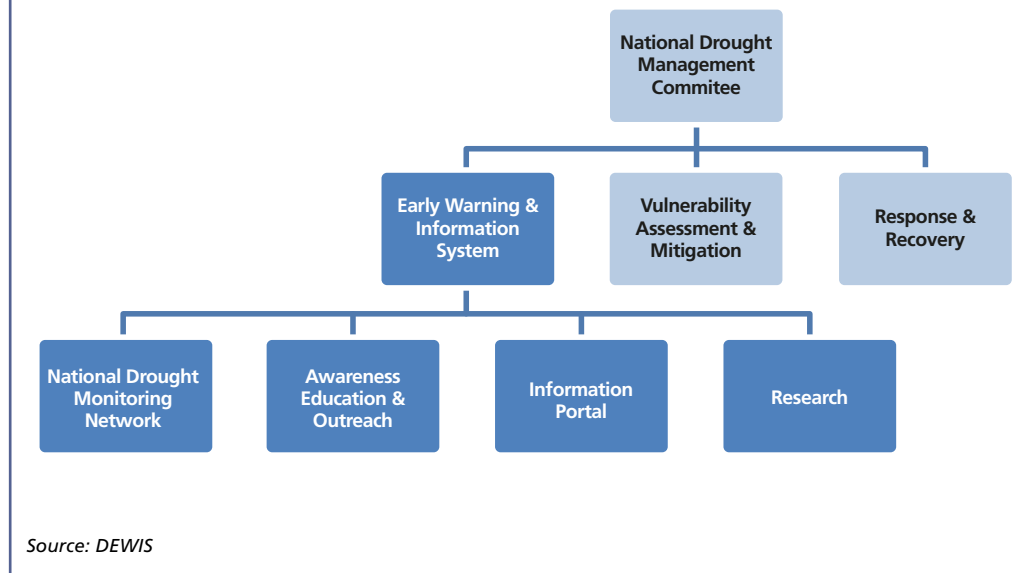 National Drought
Management
Commitee
Early Warning &
Information
System
Vulnerability
Assessment &
Mitigation
Response &
Recovery
National Drought
Monitoring
Network
Awareness
Education &
Outreach
Information
Portal
Research
Source: DEWIS